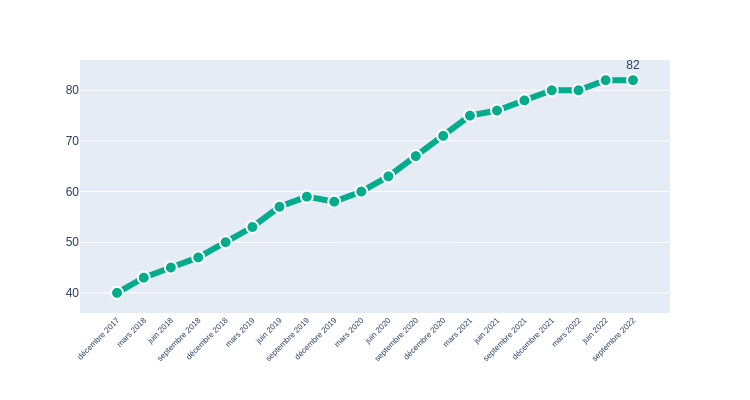 82
80
70
60
50
40
décembre 2017
mars 2018
juin 2018
septembre 2018
décembre 2018
mars 2019
juin 2019
septembre 2019
décembre 2019
mars 2020
juin 2020
septembre 2020
décembre 2020
mars 2021
juin 2021
septembre 2021
décembre 2021
mars 2022
juin 2022
septembre 2022